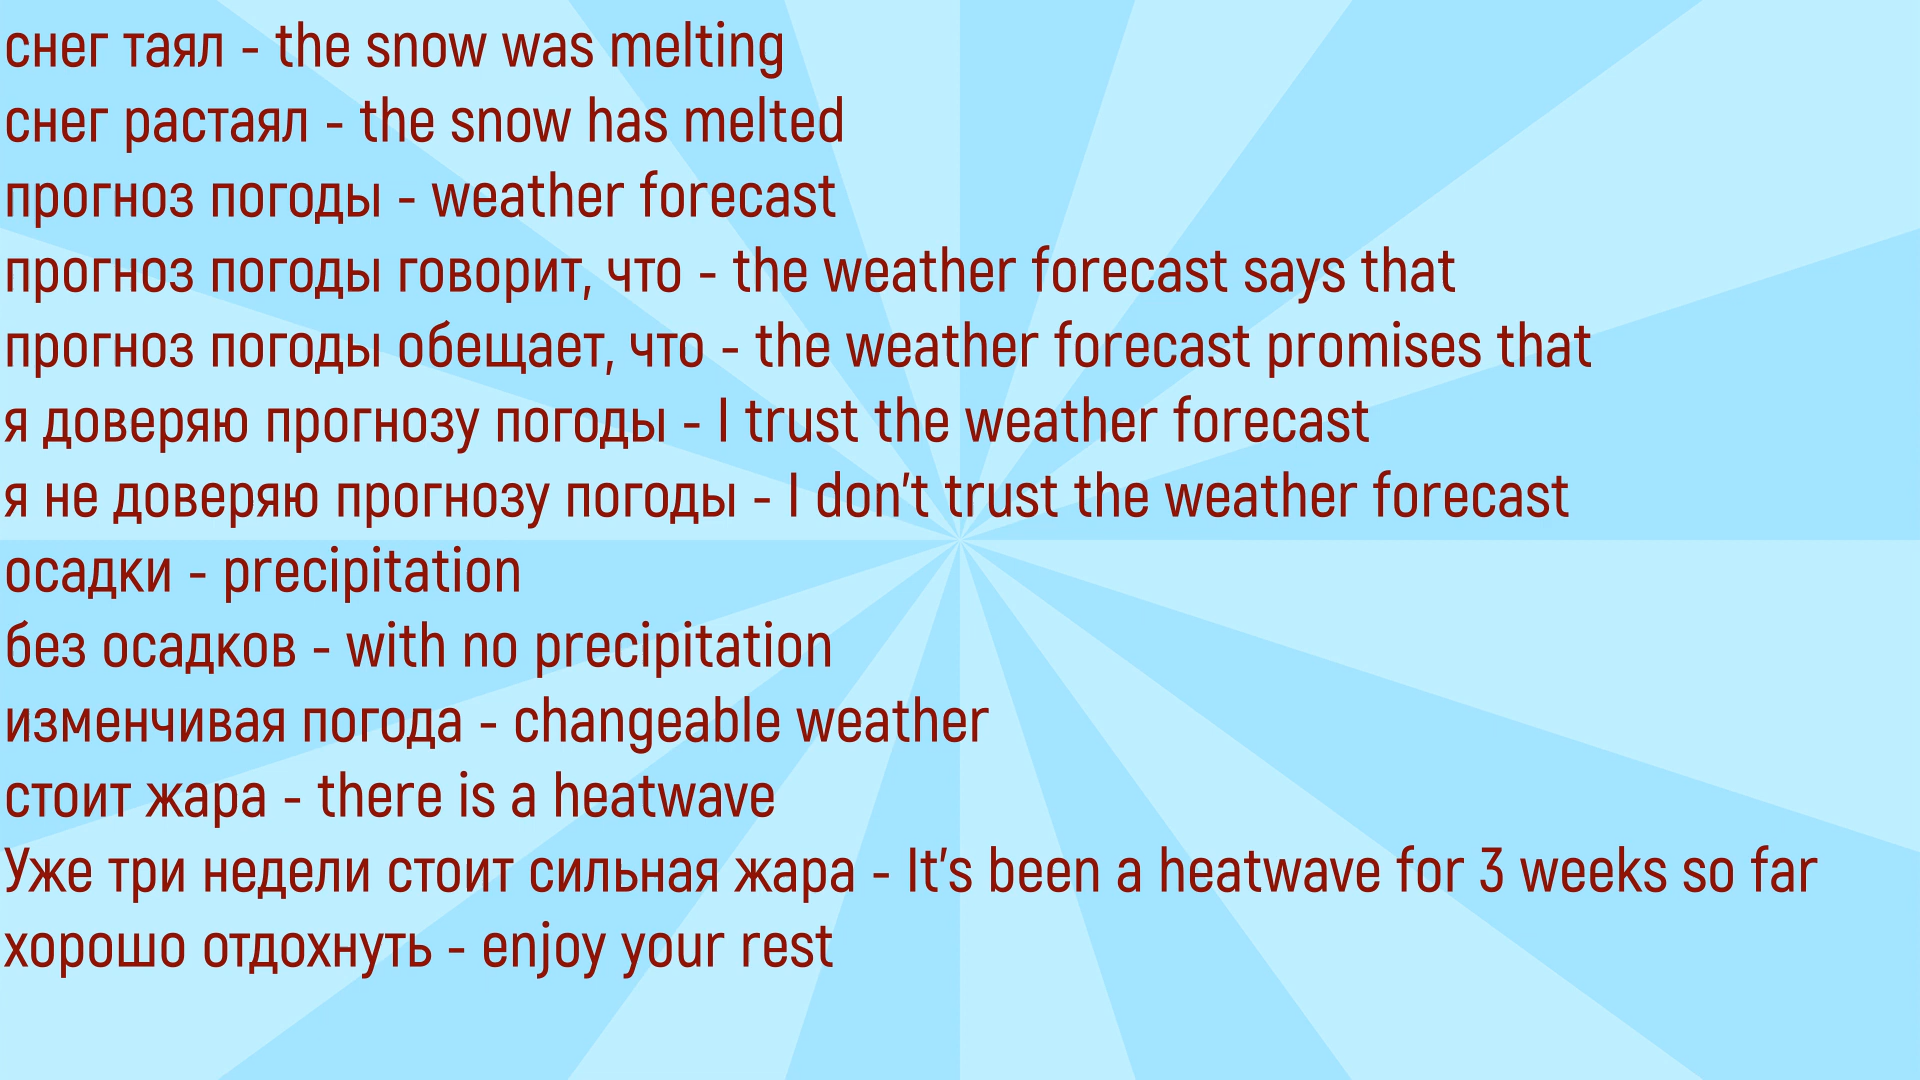 снег таял - the snow was melting
снег растаял - the snow has melted
прогноз погоды - weather forecast
прогноз погоды говорит, что - the weather forecast says that
прогноз погоды обещает, что - the weather forecast promises that
я доверяю прогнозу погоды - I trust the weather forecast
я не доверяю прогнозу погоды - I don't trust the weather forecast
осадки - precipitation
без осадков - with no precipitation
изменчивая погода - changeable weather
стоит жара - there is a heatwave
Уже три недели стоит сильная жара - It's been a heatwave for 3 weeks so far
хорошо отдохнуть - enjoy your rest